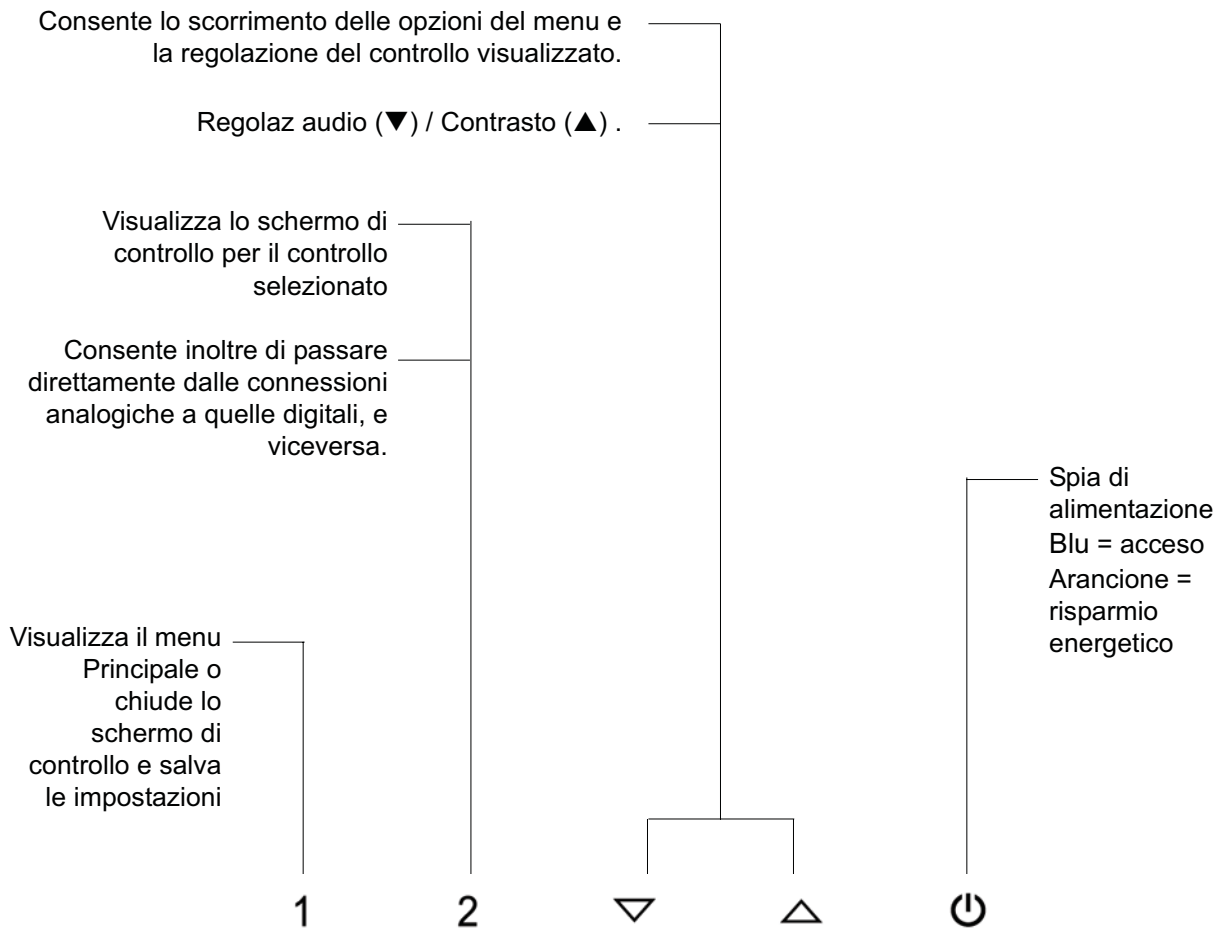 Consente lo scorrimento delle opzioni del menu e
la regolazione del controllo visualizzato.
Regolaz audio (▼) / Contrasto (▲) .
Visualizza lo schermo di
controllo per il controllo
selezionato
Consente inoltre di passare
direttamente dalle connessioni
analogiche a quelle digitali, e
viceversa.
Spia di
alimentazione
Blu = acceso
Arancione =
risparmio
energetico
Visualizza il menu
Principale o
chiude lo
schermo di
controllo e salva
le impostazioni
1 2 ▽ △ ⏻